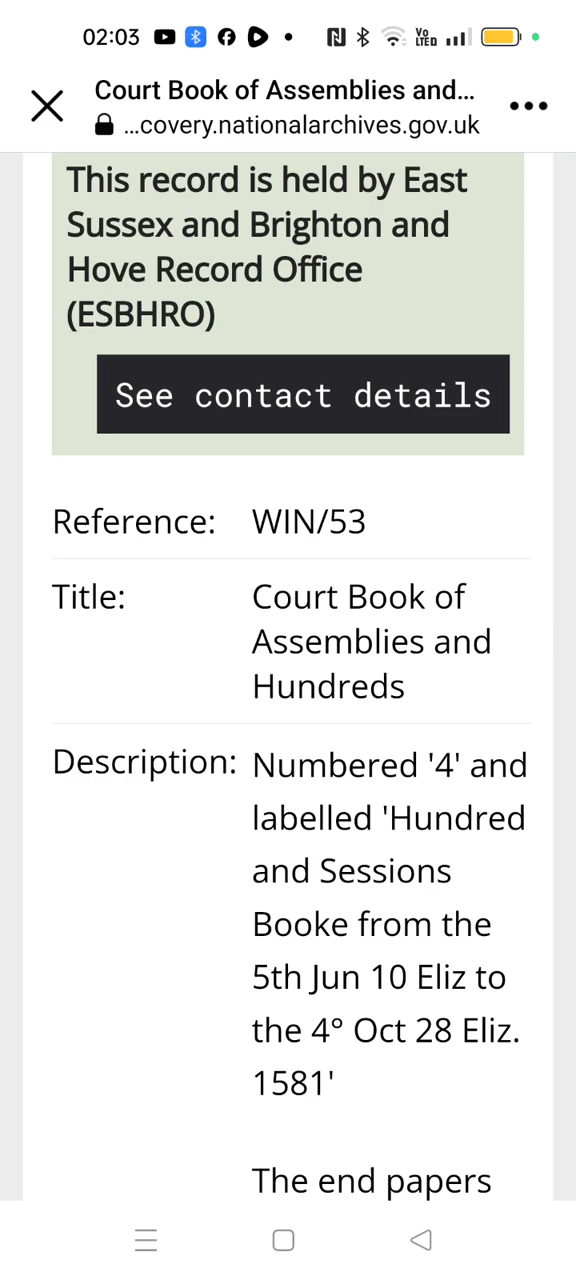 02:03
VoLTED
Court Book of Assemblies and...
...covery.nationalarchives.gov.uk
This record is held by East
Sussex and Brighton and
Hove Record Office
(ESBHRO)
See contact details
Reference: WIN/53
Title: Court Book of
Assemblies and
Hundreds
Description: Numbered '4' and
labelled 'Hundred
and Sessions
Booke from the
5th Jun 10 Eliz to
the 4° Oct 28 Eliz.
1581'
The end papers